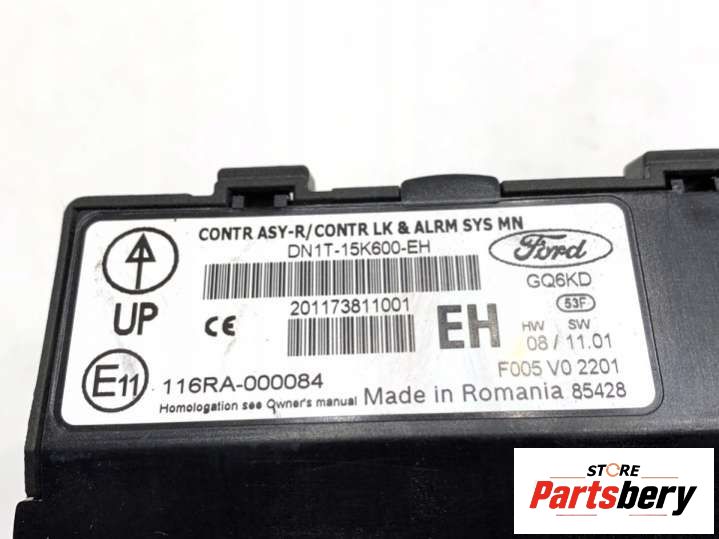 CONTR ASY-R/CONTR LK & ALRM SYS MN
DN1T-15K600-EH
Ford
GQ6KD
53F
UP
CE
201173811001
EH
HW SW
08 / 11.01
F005 V0 2201
E11
116RA-000084
Homologation see Owner's manual
Made in Romania 85428
STORE
Partsbery